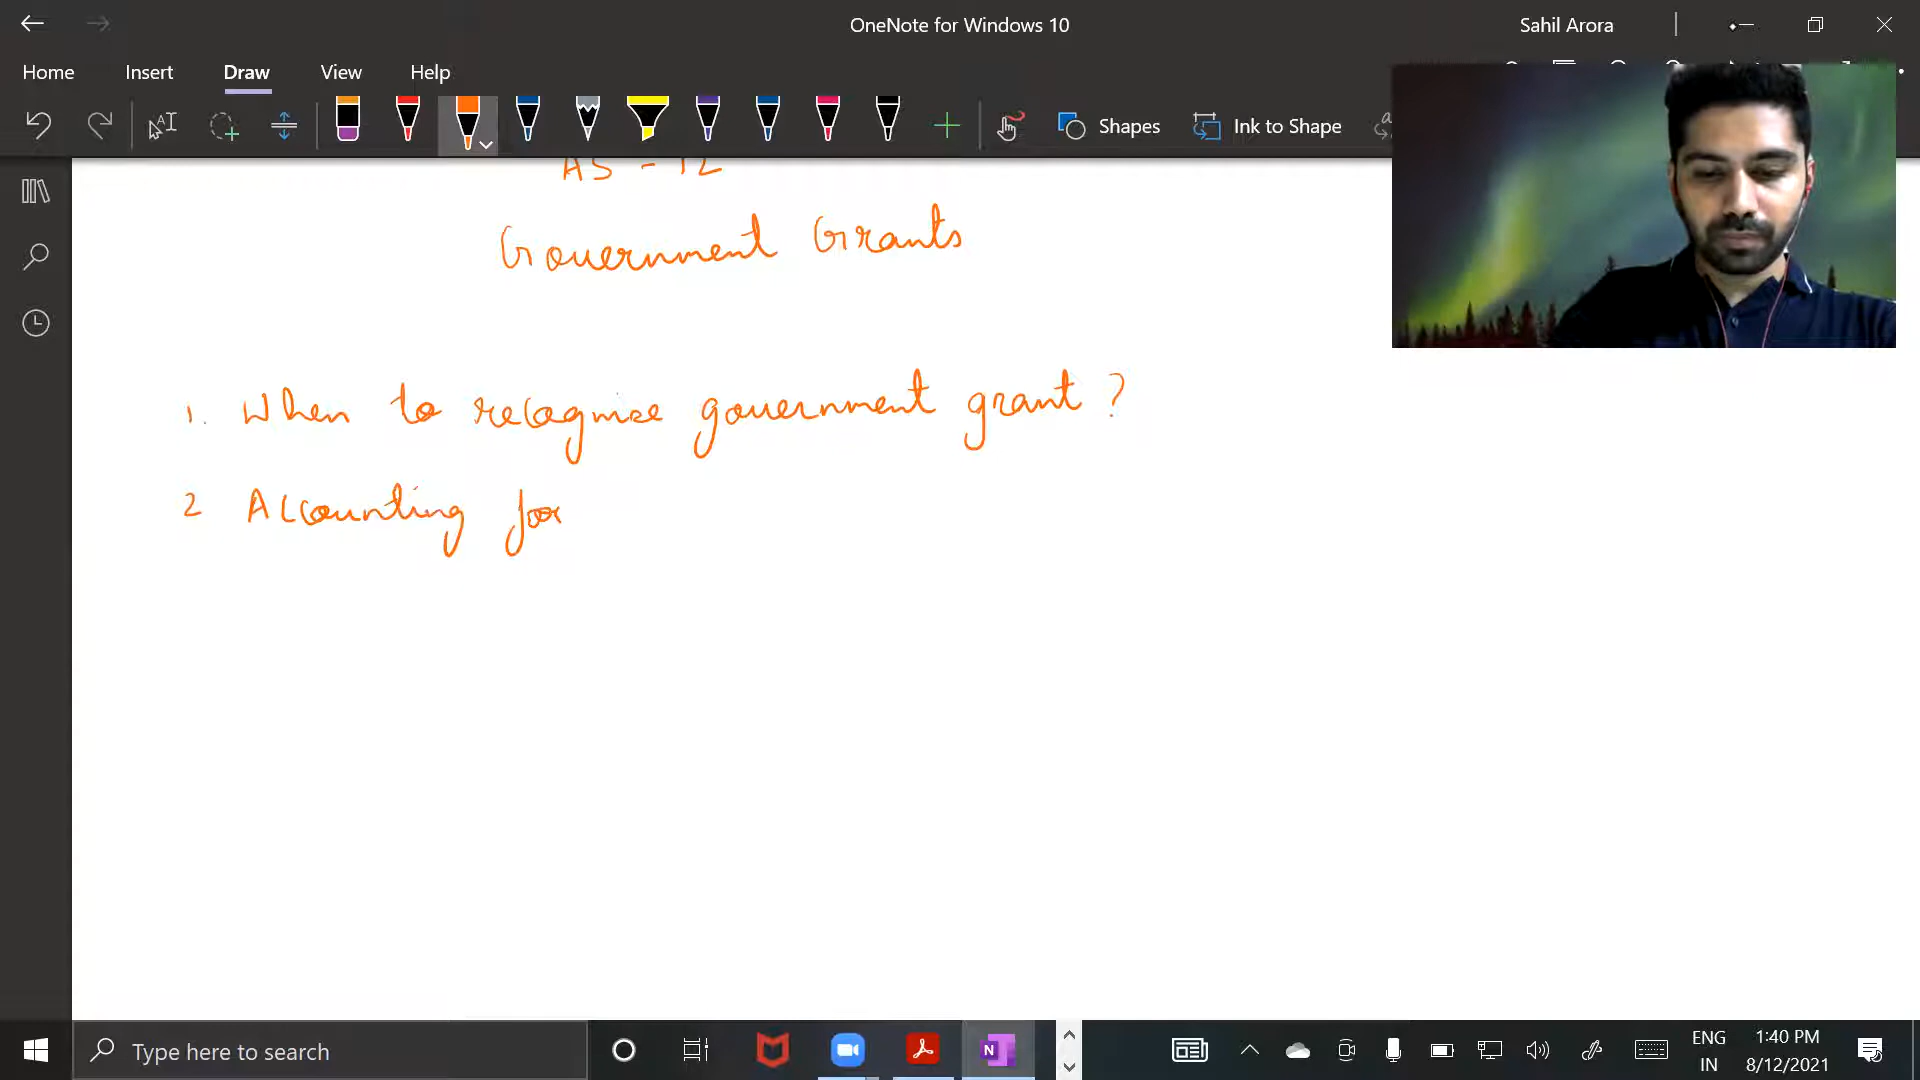 OneNote for Windows 10
Sahil Arora
Home Insert Draw View Help
Shapes Ink to Shape
AS - 12
Government Grants
1. When to recognise government grant ?
2 Accounting for
Type here to search
ENG
IN
1:40 PM
8/12/2021